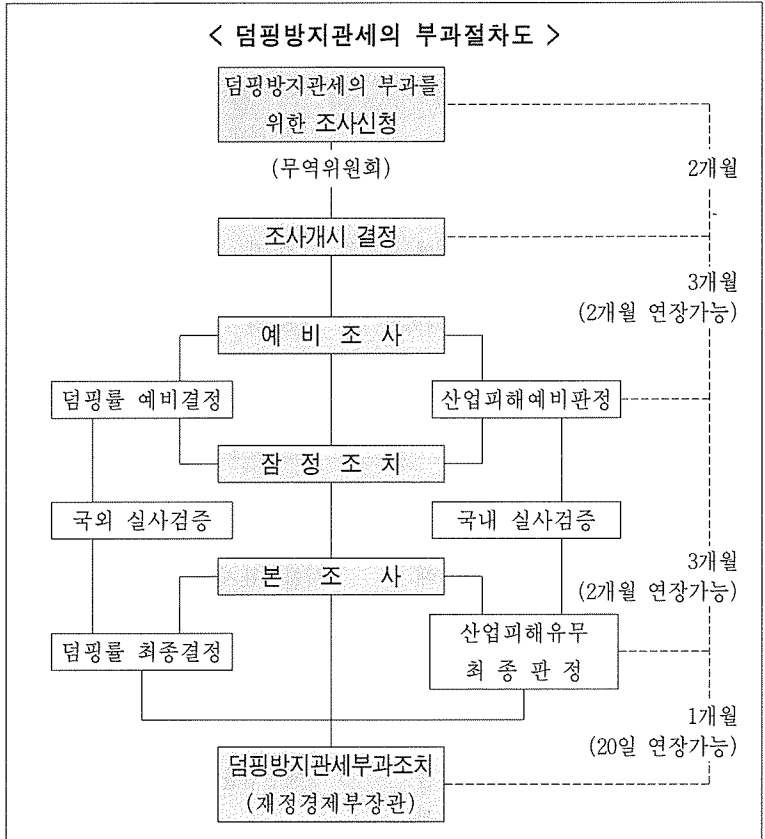 < 덤핑방지관세의 부과절차도 >
덤핑방지관세의 부과를
위한 조사신청
(무역위원회)
2개월
조사개시 결정
3개월
(2개월 연장가능)
예 비 조 사
덤핑률 예비결정
산업피해예비판정
잠 정 조 치
국외 실사검증
국내 실사검증
3개월
(2개월 연장가능)
본 조 사
덤핑률 최종결정
산업피해유무
최 종 판 정
1개월
(20일 연장가능)
덤핑방지관세부과조치
(재정경제부장관)